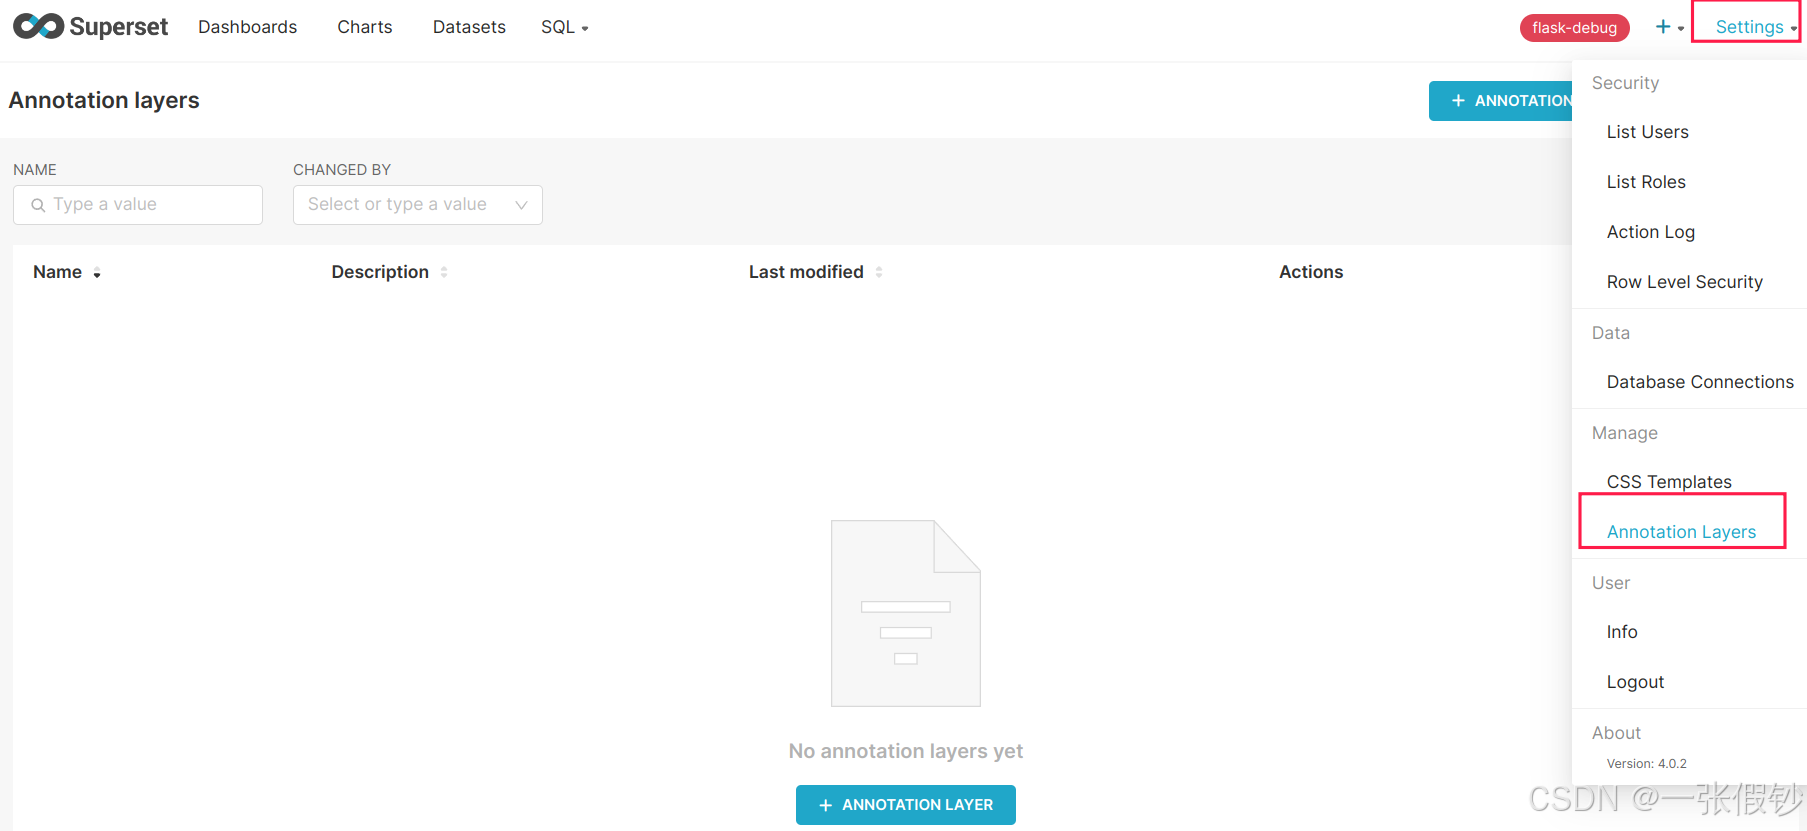 Superset Dashboards Charts Datasets SQL flask-debug + Settings
Annotation layers
+ ANNOTATION
NAME
Type a value
CHANGED BY
Select or type a value
Name Description Last modified Actions
No annotation layers yet
+ ANNOTATION LAYER
Security
List Users
List Roles
Action Log
Row Level Security
Data
Database Connections
Manage
CSS Templates
Annotation Layers
User
Info
Logout
About
Version: 4.0.2
CSDN @一张假钞